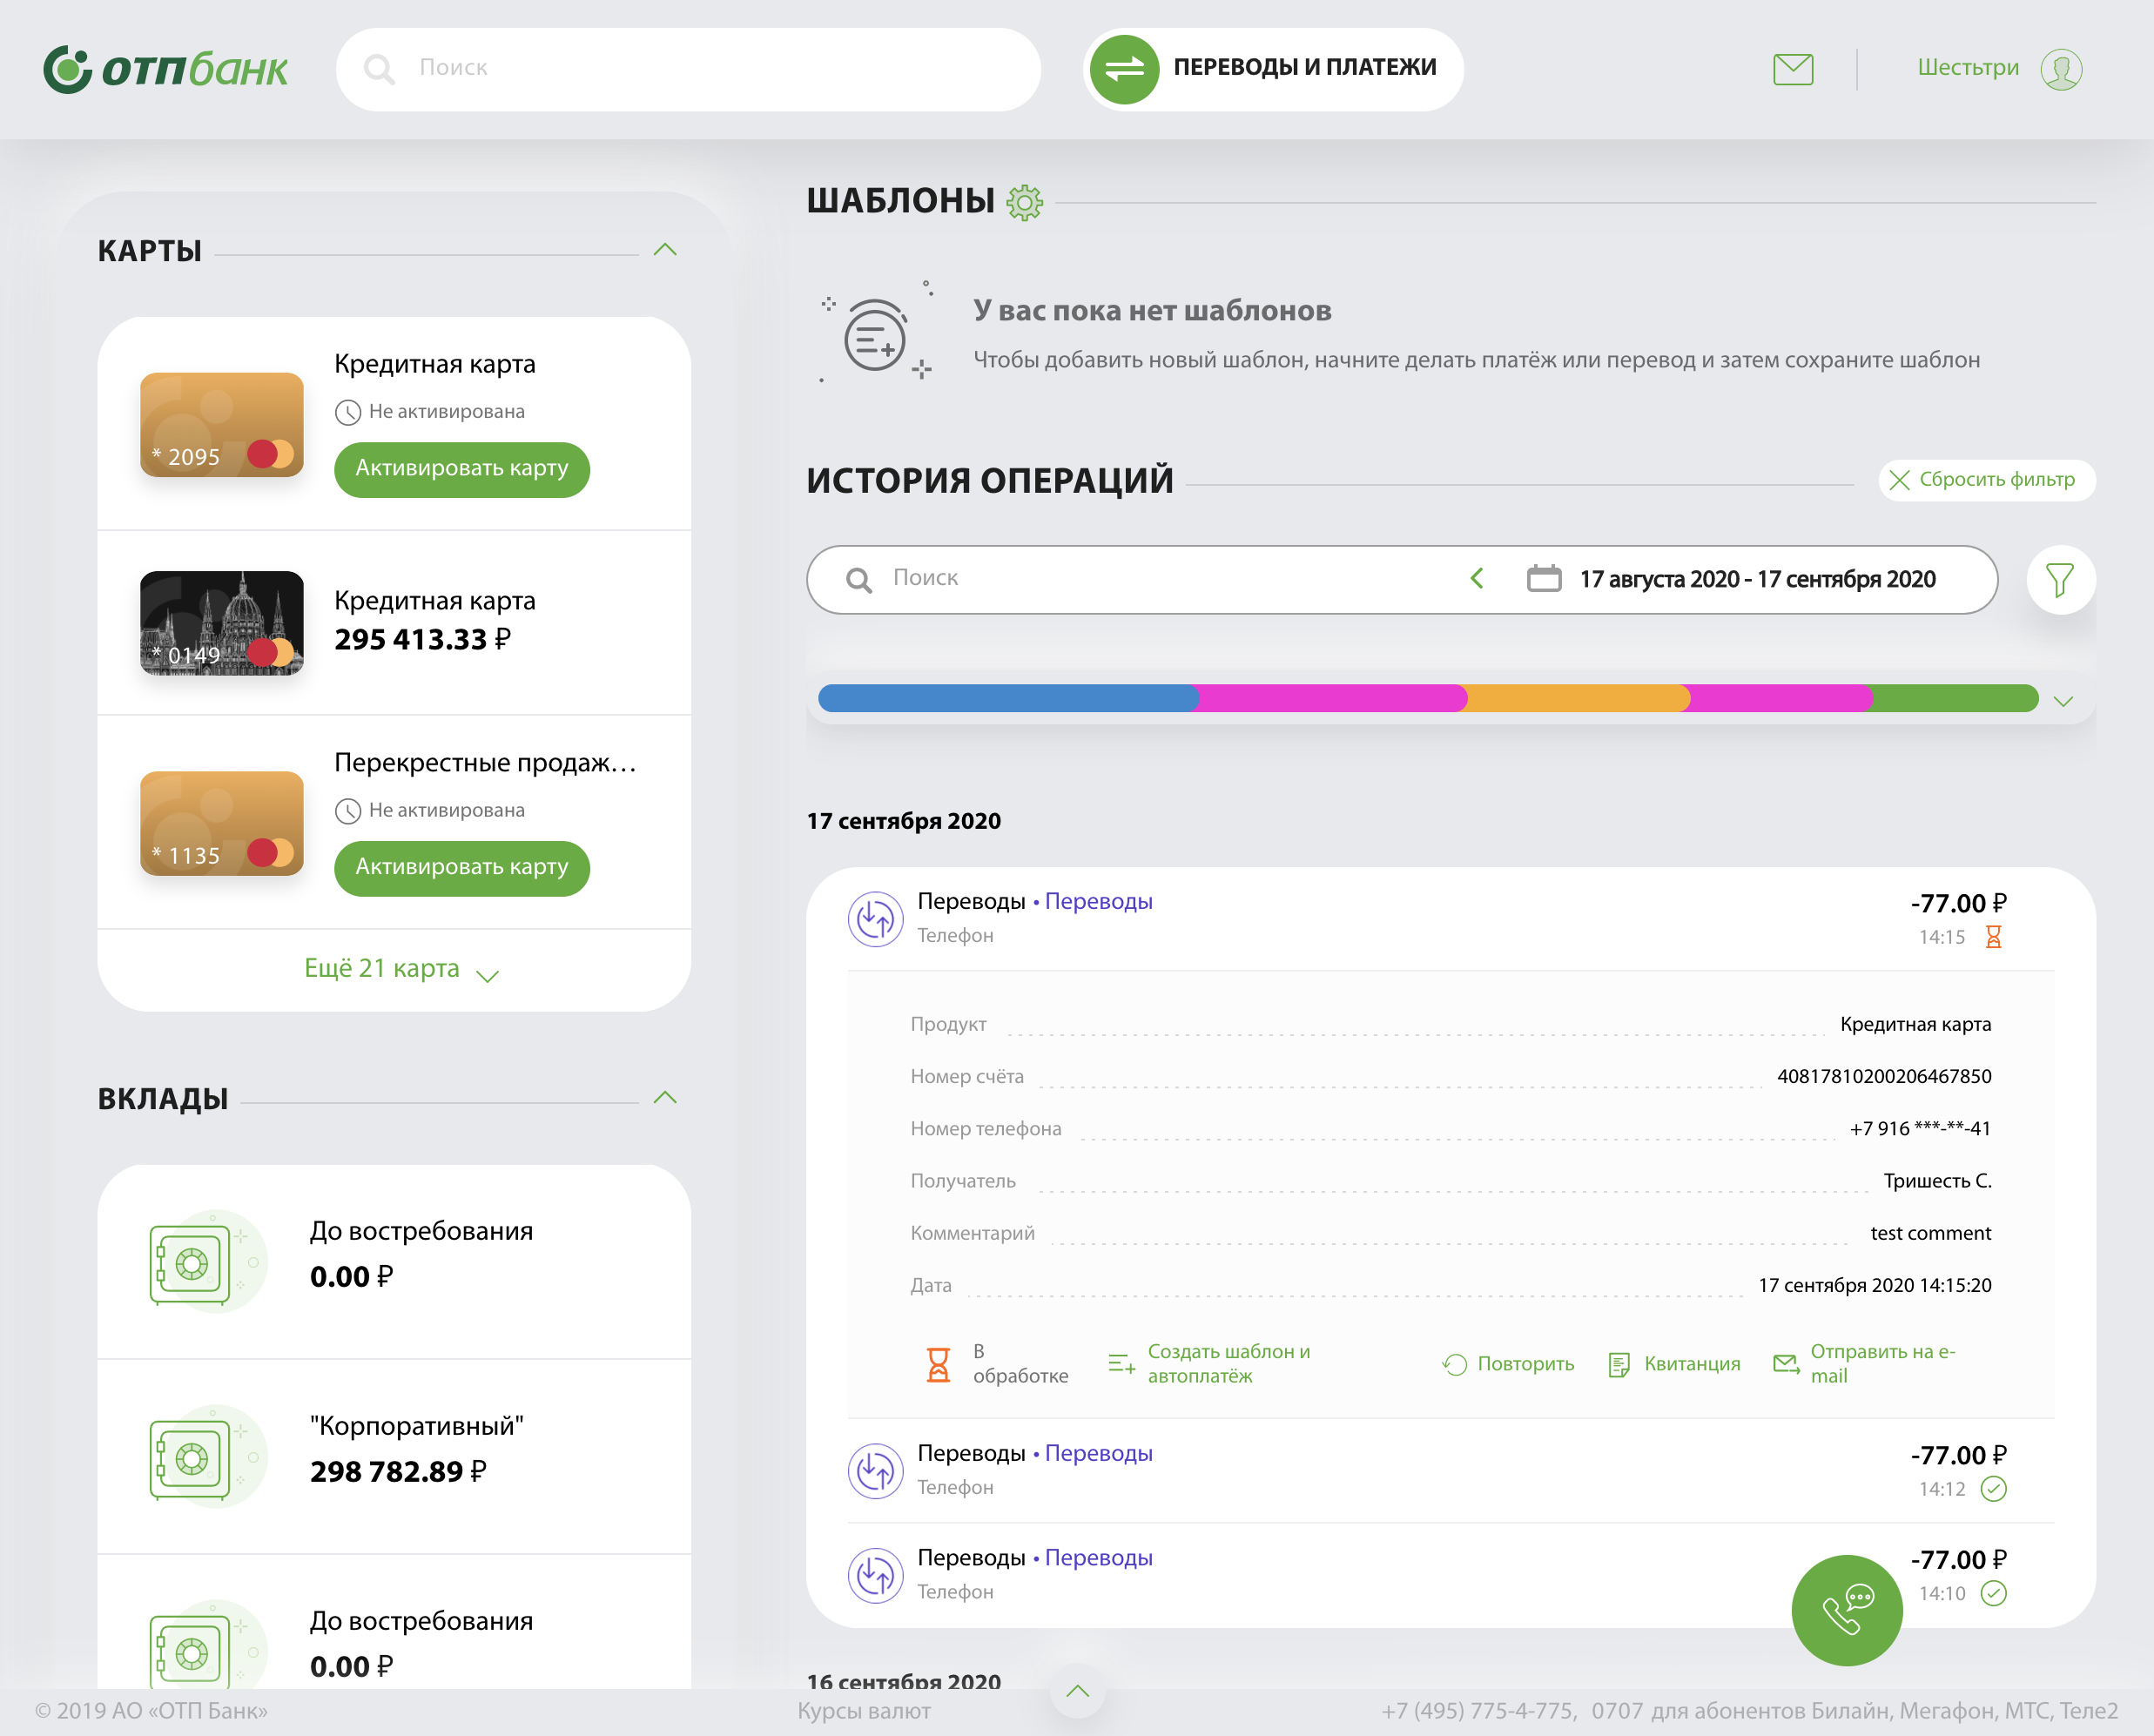 ОТПбанк
Поиск
ПЕРЕВОДЫ И ПЛАТЕЖИ
Шестьтри
КАРТЫ
Кредитная карта
Не активирована
* 2095
Активировать карту
Кредитная карта
295 413.33 ₽
* 0149
Перекрестные продаж…
Не активирована
* 1135
Активировать карту
Ещё 21 карта
ВКЛАДЫ
До востребования
0.00 ₽
"Корпоративный"
298 782.89 ₽
До востребования
0.00 ₽
ШАБЛОНЫ
У вас пока нет шаблонов
Чтобы добавить новый шаблон, начните делать платёж или перевод и затем сохраните шаблон
ИСТОРИЯ ОПЕРАЦИЙ
Сбросить фильтр
Поиск
17 августа 2020 - 17 сентября 2020
17 сентября 2020
Переводы • Переводы
-77.00 ₽
Телефон
14:15
Продукт Кредитная карта
Номер счёта 40817810200206467850
Номер телефона +7 916 ***-**-41
Получатель Тришесть С.
Комментарий test comment
Дата 17 сентября 2020 14:15:20
В
обработке
Создать шаблон и
автоплатёж
Повторить
Квитанция
Отправить на e-
mail
Переводы • Переводы
-77.00 ₽
Телефон
14:12
Переводы • Переводы
-77.00 ₽
Телефон
14:10
16 сентября 2020
© 2019 АО «ОТП Банк»
Курсы валют
+7 (495) 775-4-775, 0707 для абонентов Билайн, Мегафон, МТС, Теле2